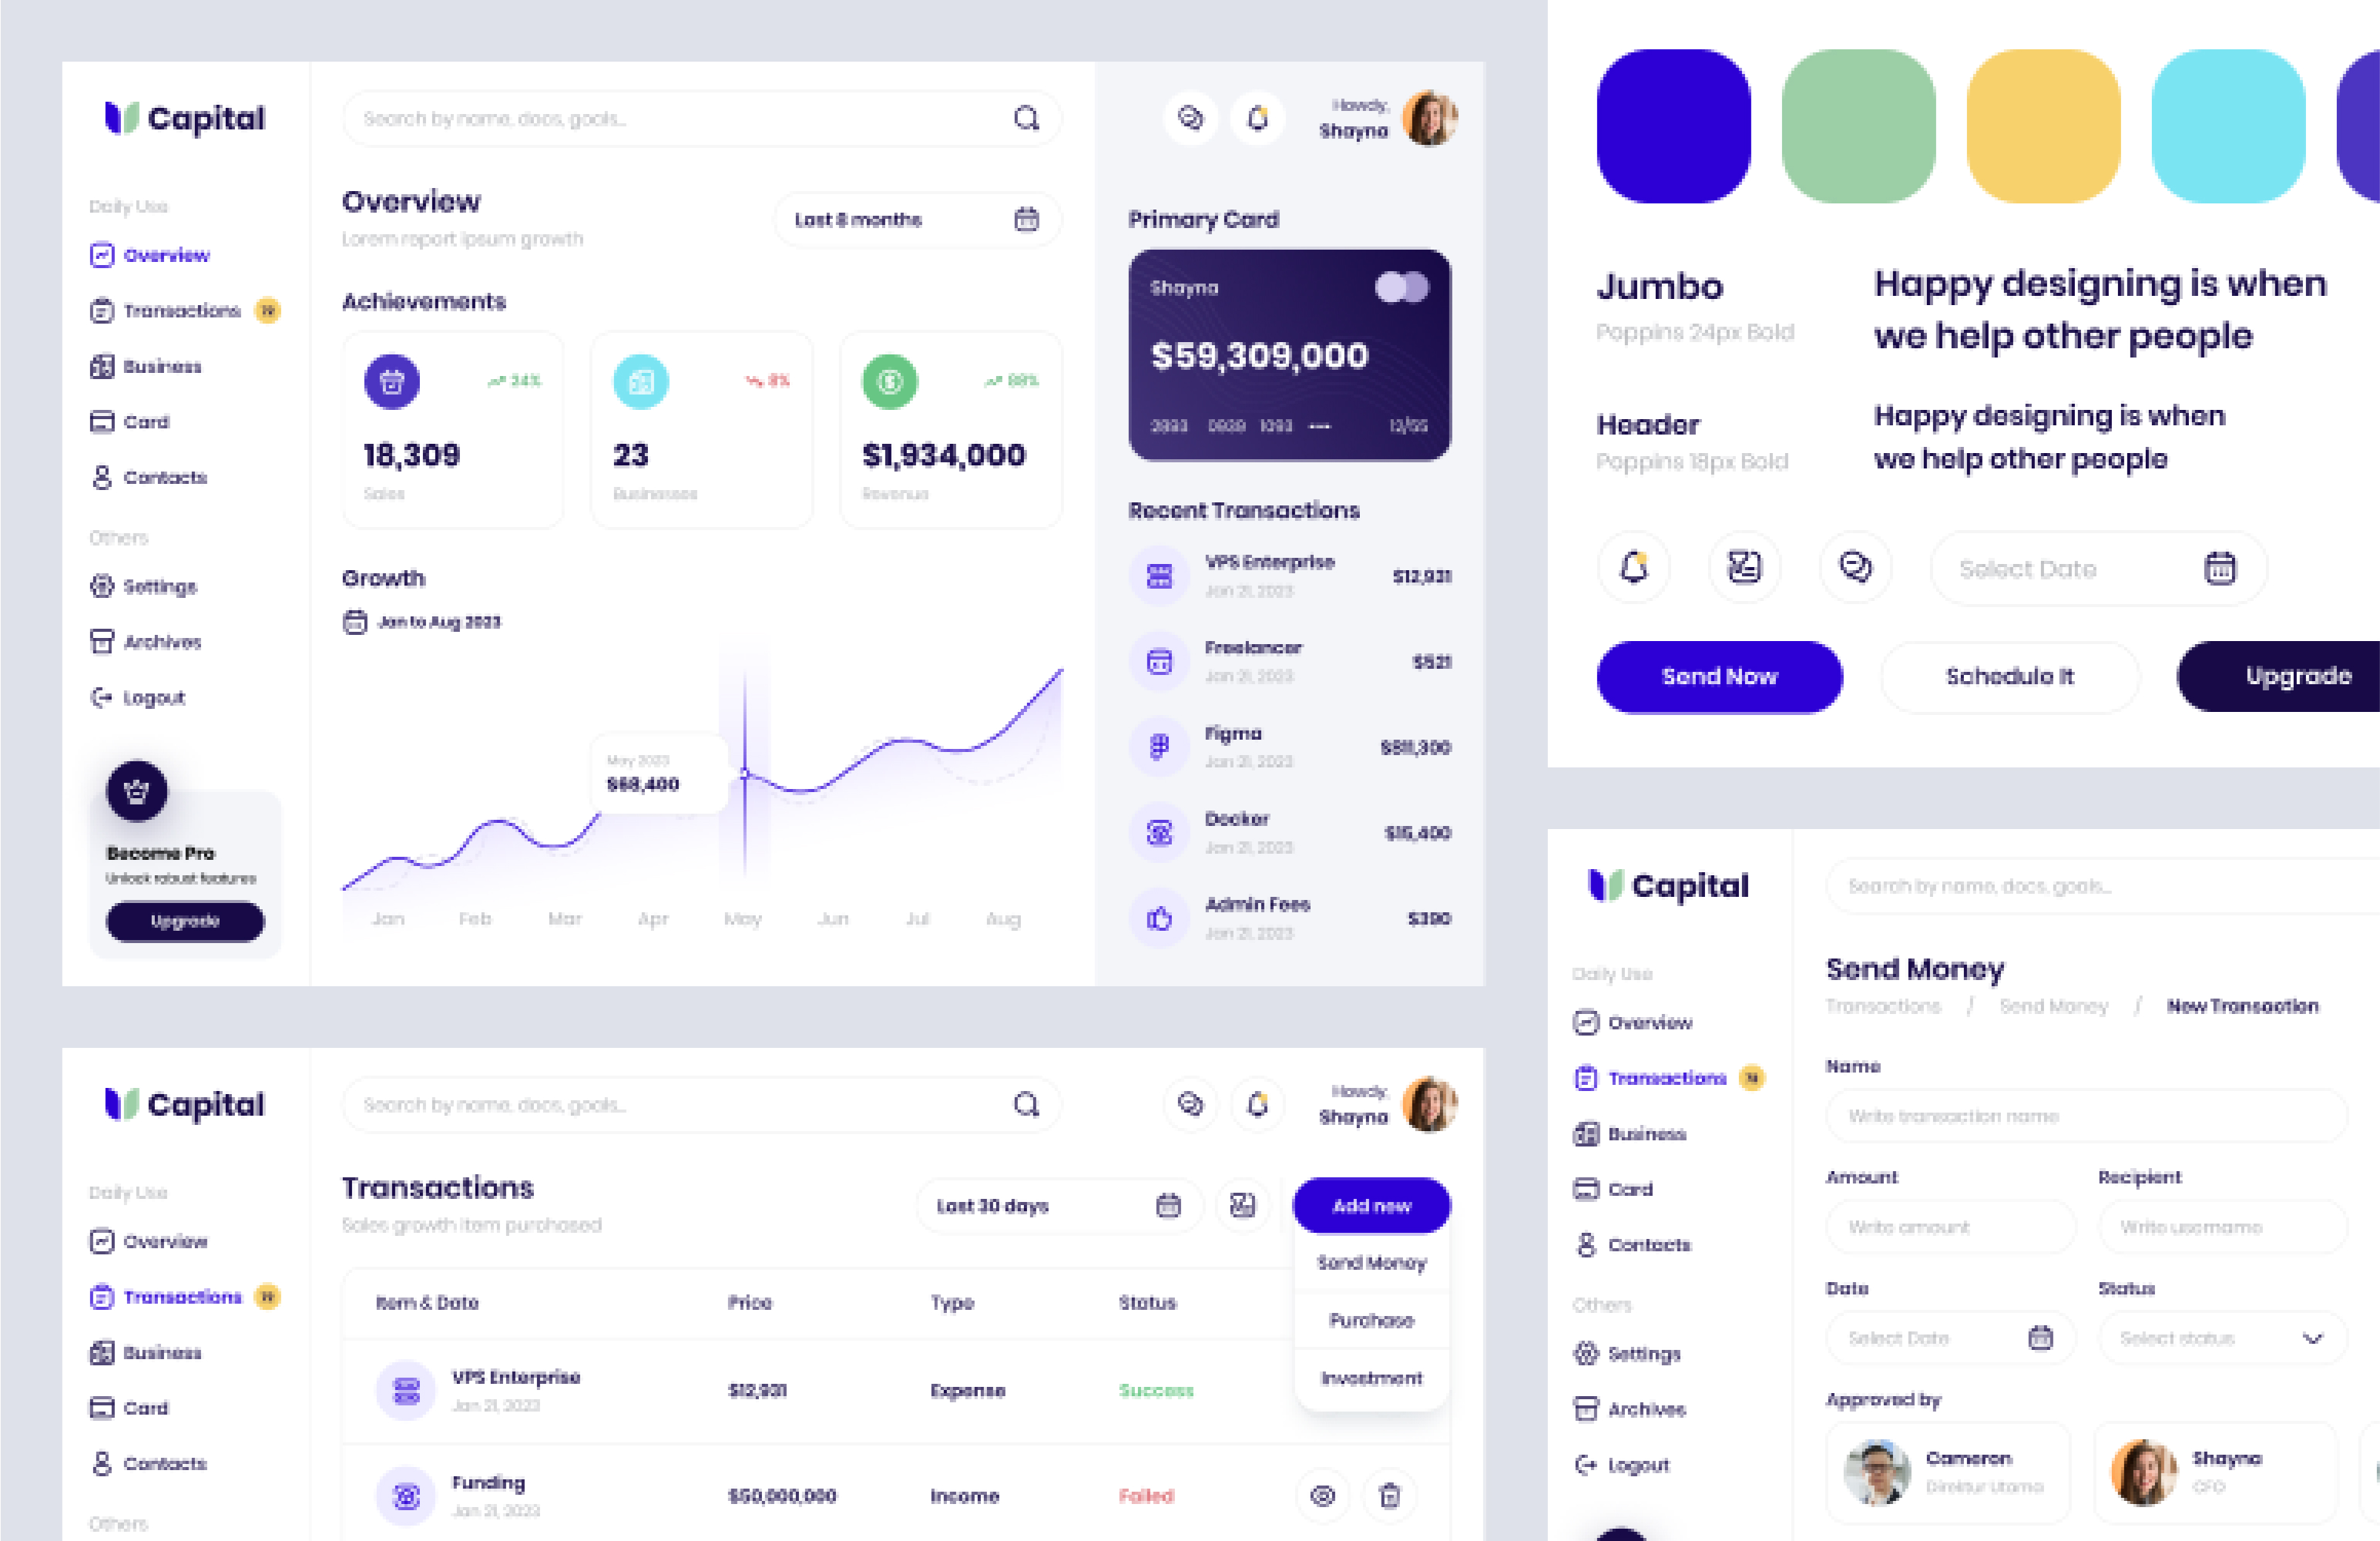 Capital
Search by name, docs, goals...
Howdy,
Shayna
Daily Use
Overview
Transactions
Business
Card
Contacts
Others
Settings
Archives
Logout
Become Pro
Unlock robust features
Upgrade
Overview
Lorem report ipsum growth
Last 8 months
Achievements
24%
18,309
Sales
8%
23
Businesses
88%
$1,934,000
Revenue
Growth
Jan to Aug 2023
May 2023
$68,400
Jan Feb Mar Apr May Jun Jul Aug
Primary Card
Shayna
$59,309,000
1093
Recent Transactions
VPS Enterprise
$12,931
Jan 21, 2023
Freelancer
$521
Jan 21, 2023
Figma
$811,300
Jan 21, 2023
Docker
$15,400
Jan 21, 2023
Admin Fees
$390
Jan 21, 2023
Capital
Search by name, docs, goals...
Howdy,
Shayna
Daily Use
Overview
Transactions
Business
Card
Contacts
Others
Transactions
Sales growth item purchased
Last 30 days
Add new
Send Money
Purchase
Investment
Item & Date Price Type Status
VPS Enterprise
Jan 21, 2023
$12,931 Expense Success
Funding
Jan 21, 2023
$50,000,000 Income Failed
Jumbo
Poppins 24px Bold
Happy designing is when
we help other people
Header
Poppins 18px Bold
Happy designing is when
we help other people
Select Date
Send Now
Schedule It
Upgrade
Capital
Search by name, docs, goals...
Daily Use
Overview
Transactions
Business
Card
Contacts
Others
Settings
Archives
Logout
Send Money
Transactions / Send Money / New Transaction
Name
Write transaction name
Amount
Write amount
Recipient
Write username
Date
Select Date
Status
Select status
Approved by
Cameron
Direktur Utama
Shayna
CFO